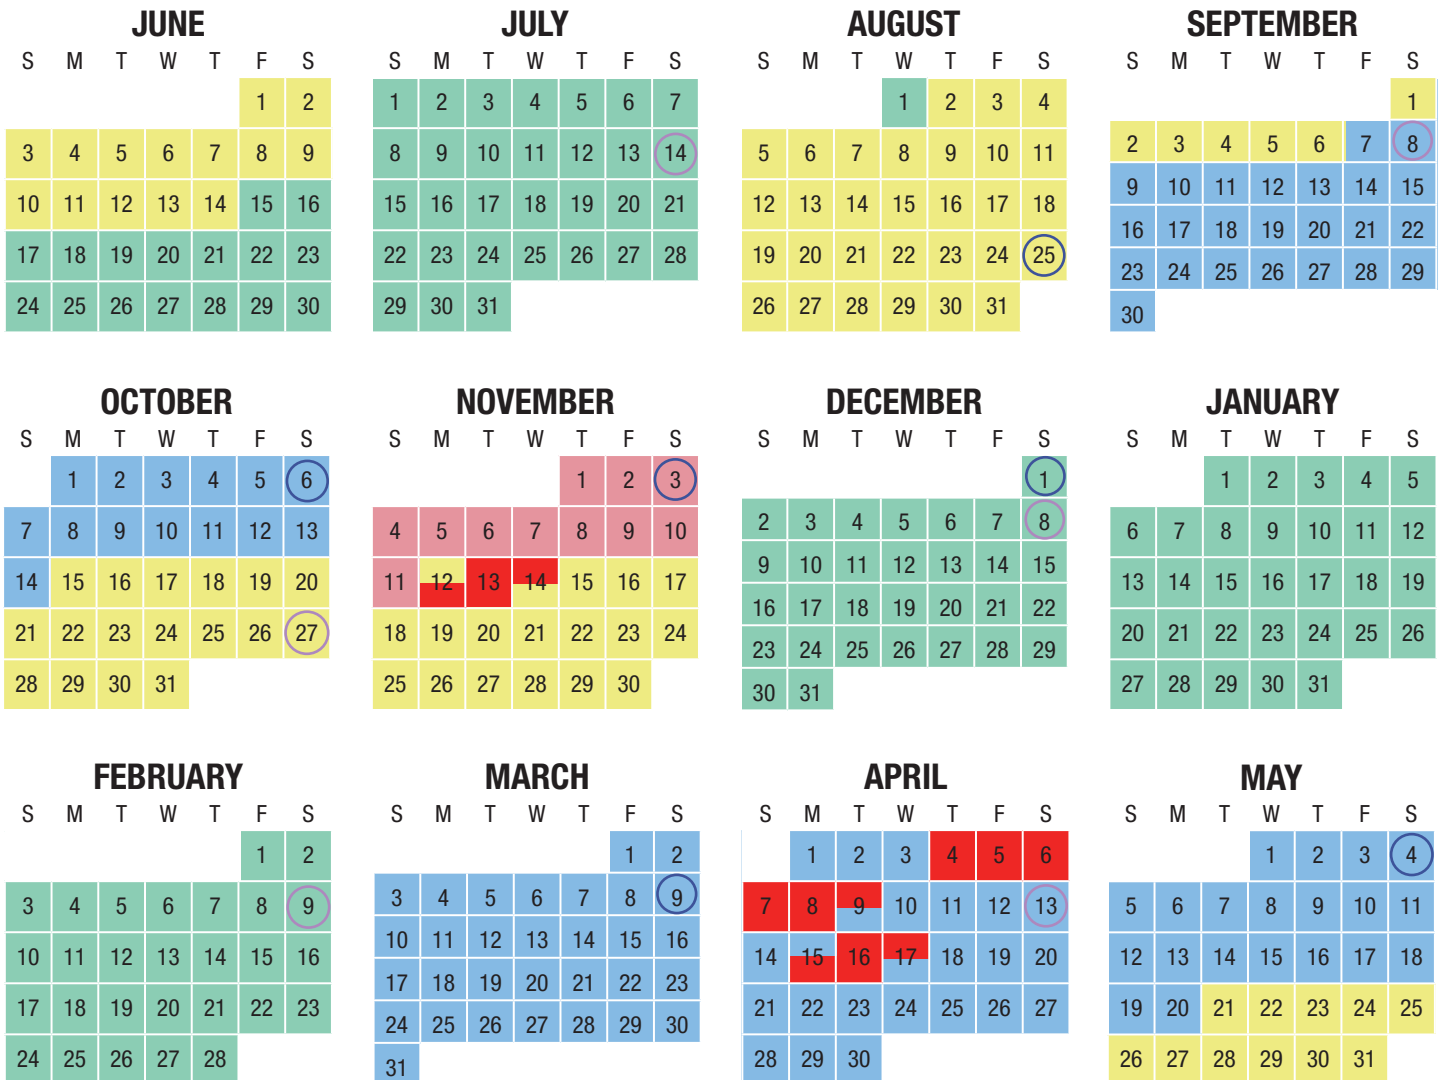 JUNE
S M T W T F S
1 2
3 4 5 6 7 8 9
10 11 12 13 14 15 16
17 18 19 20 21 22 23
24 25 26 27 28 29 30
JULY
S M T W T F S
1 2 3 4 5 6 7
8 9 10 11 12 13 14
15 16 17 18 19 20 21
22 23 24 25 26 27 28
29 30 31
AUGUST
S M T W T F S
1 2 3 4
5 6 7 8 9 10 11
12 13 14 15 16 17 18
19 20 21 22 23 24 25
26 27 28 29 30 31
SEPTEMBER
S M T W T F S
1
2 3 4 5 6 7 8
9 10 11 12 13 14 15
16 17 18 19 20 21 22
23 24 25 26 27 28 29
30
OCTOBER
S M T W T F S
1 2 3 4 5 6
7 8 9 10 11 12 13
14 15 16 17 18 19 20
21 22 23 24 25 26 27
28 29 30 31
NOVEMBER
S M T W T F S
1 2 3
4 5 6 7 8 9 10
11 12 13 14 15 16 17
18 19 20 21 22 23 24
25 26 27 28 29 30
DECEMBER
S M T W T F S
1
2 3 4 5 6 7 8
9 10 11 12 13 14 15
16 17 18 19 20 21 22
23 24 25 26 27 28 29
30 31
JANUARY
S M T W T F S
1 2 3 4 5
6 7 8 9 10 11 12
13 14 15 16 17 18 19
20 21 22 23 24 25 26
27 28 29 30 31
FEBRUARY
S M T W T F S
1 2
3 4 5 6 7 8 9
10 11 12 13 14 15 16
17 18 19 20 21 22 23
24 25 26 27 28
MARCH
S M T W T F S
1 2
3 4 5 6 7 8 9
10 11 12 13 14 15 16
17 18 19 20 21 22 23
24 25 26 27 28 29 30
31
APRIL
S M T W T F S
1 2 3 4 5 6
7 8 9 10 11 12 13
14 15 16 17 18 19 20
21 22 23 24 25 26 27
28 29 30
MAY
S M T W T F S
1 2 3 4
5 6 7 8 9 10 11
12 13 14 15 16 17 18
19 20 21 22 23 24 25
26 27 28 29 30 31